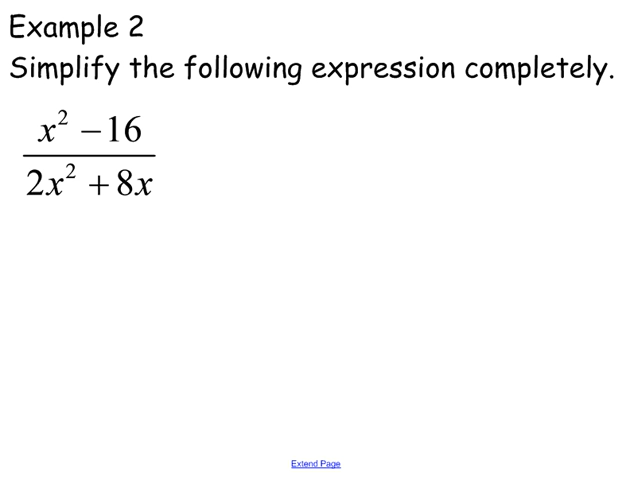 Example 2
Simplify the following expression completely.
x² − 16
2x² + 8x
Extend Page